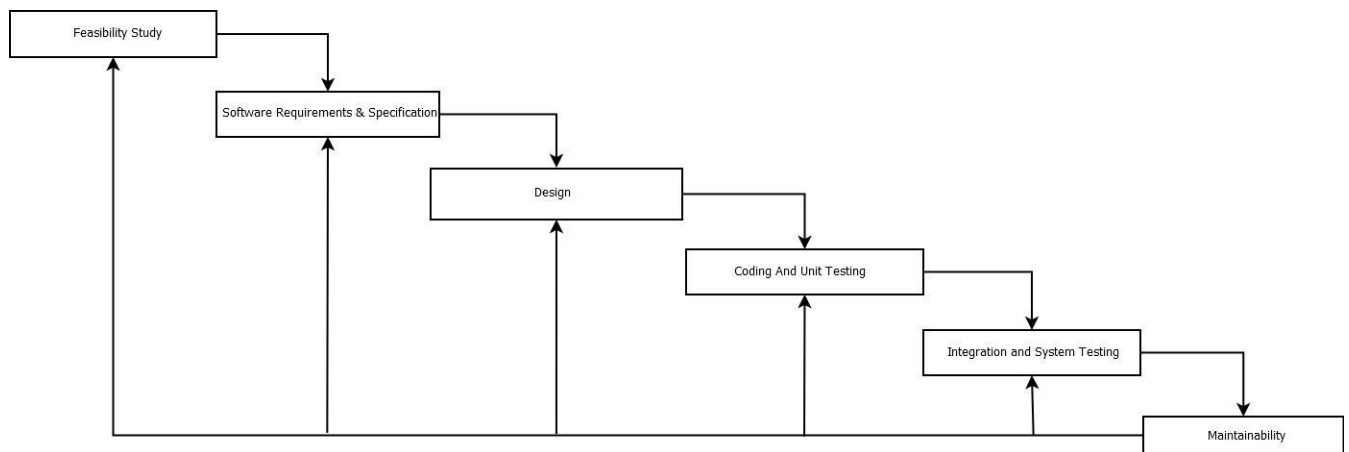 Feasibility Study
Software Requirements & Specification
Design
Coding And Unit Testing
Integration and System Testing
Maintainability